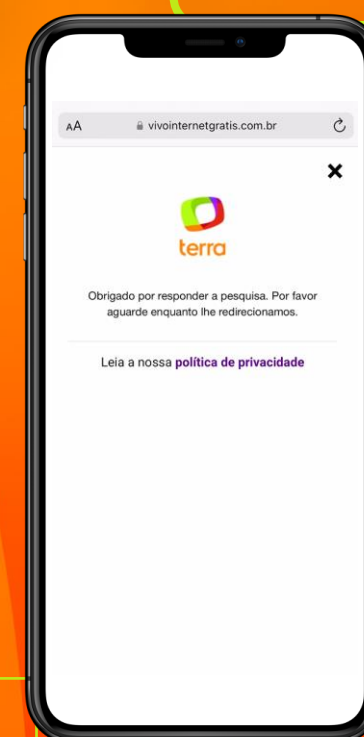 AA vivointernetgratis.com.br
terra
Obrigado por responder a pesquisa. Por favor
aguarde enquanto lhe redirecionamos.
Leia a nossa política de privacidade